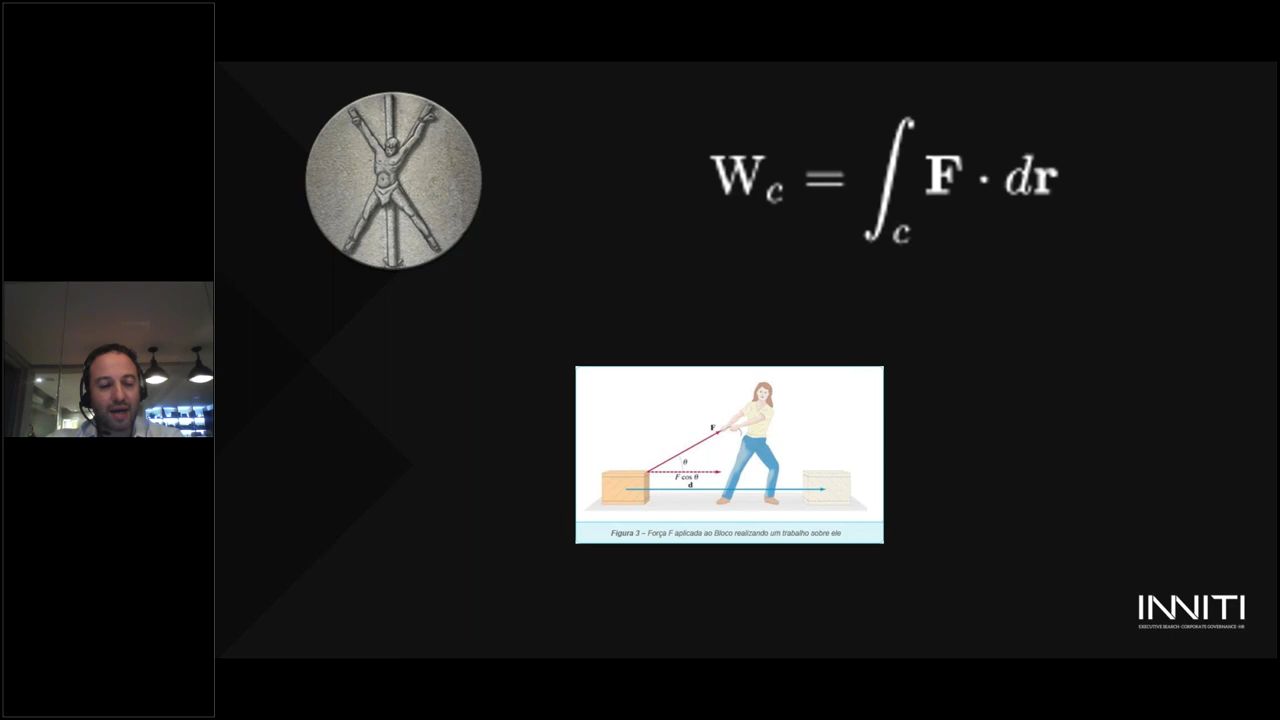 W_c = ∫_c F · dr
F
θ
F cos θ
d
Figura 3 – Força F aplicada ao Bloco realizando um trabalho sobre ele
INNITI
EXECUTIVE SEARCH · CORPORATE GOVERNANCE · HR